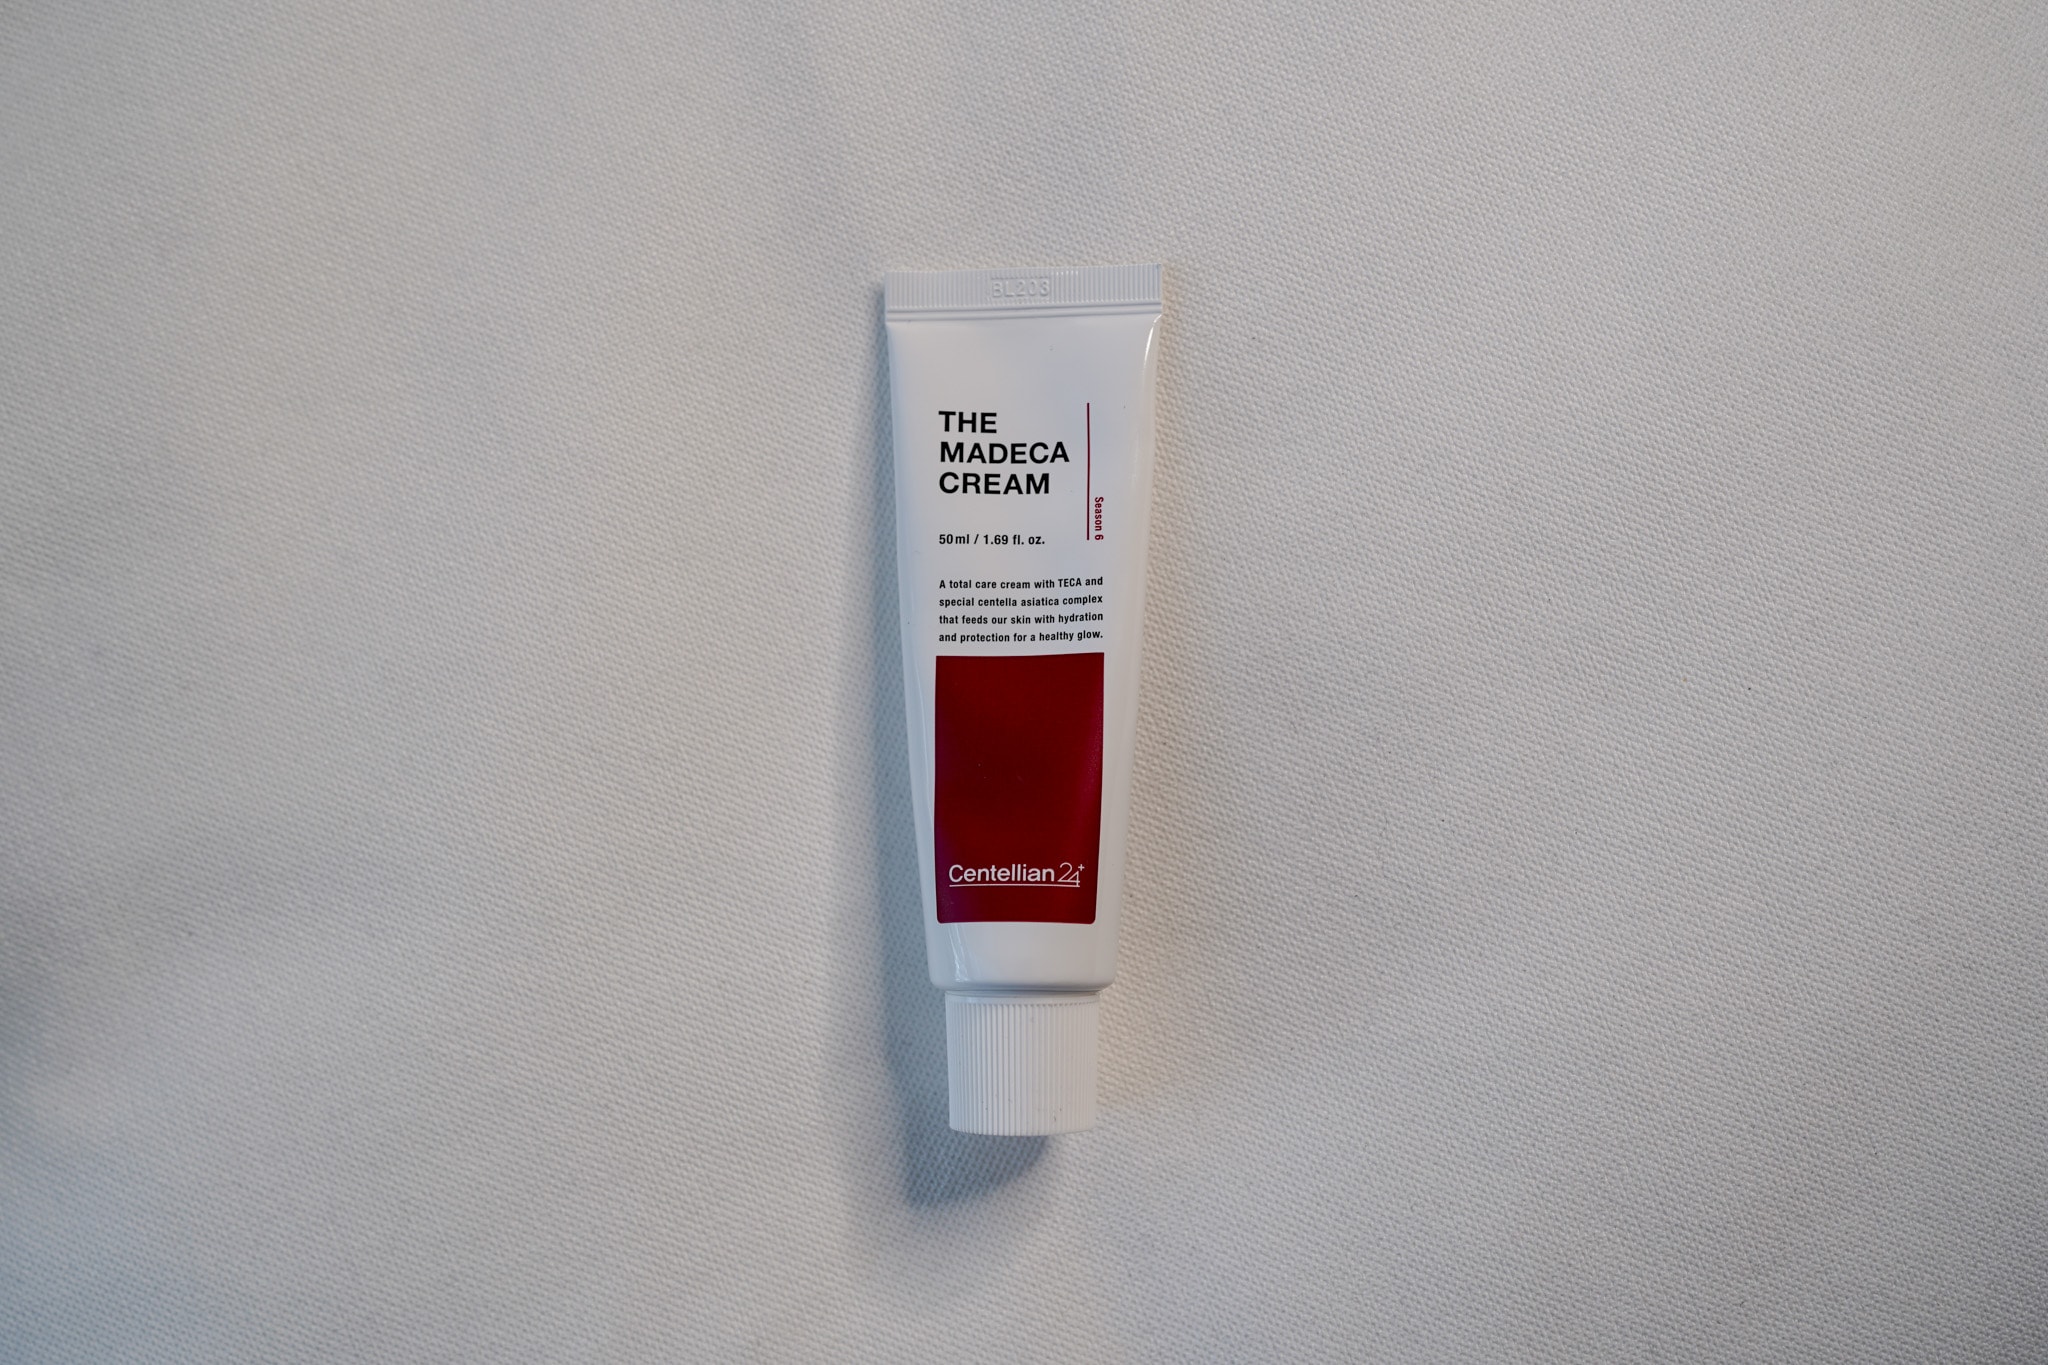 BL203
THE
MADECA
CREAM
Season 6
50ml / 1.69 fl. oz.
A total care cream with TECA and
special centella asiatica complex
that feeds our skin with hydration
and protection for a healthy glow.
Centellian24+